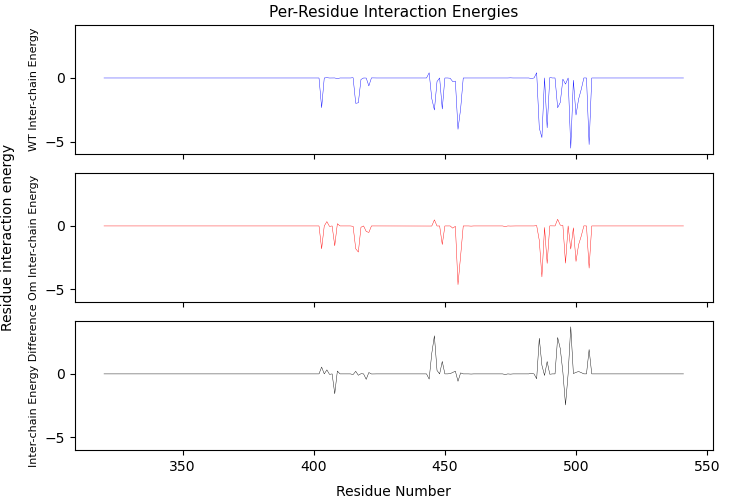 Per-Residue Interaction Energies
Residue interaction energy
WT Inter-chain Energy
0
−5
Om Inter-chain Energy
0
−5
Inter-chain Energy Difference
0
−5
350
400
450
500
550
Residue Number